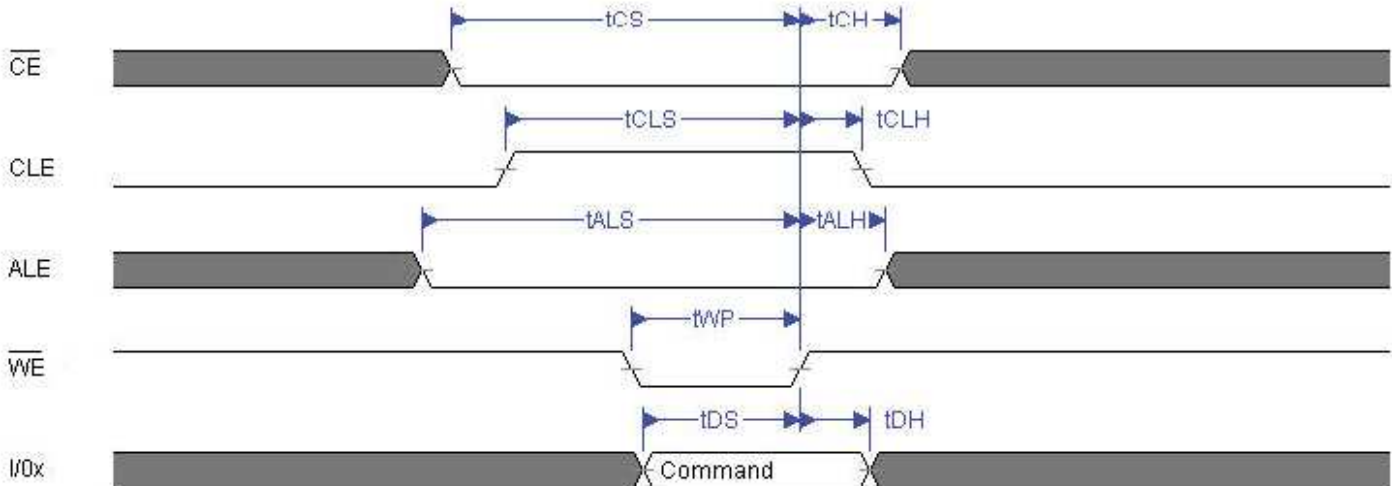 tCS tCH
CE
tCLS tCLH
CLE
tALS tALH
ALE
tWP
WE
tDS tDH
I/0x Command